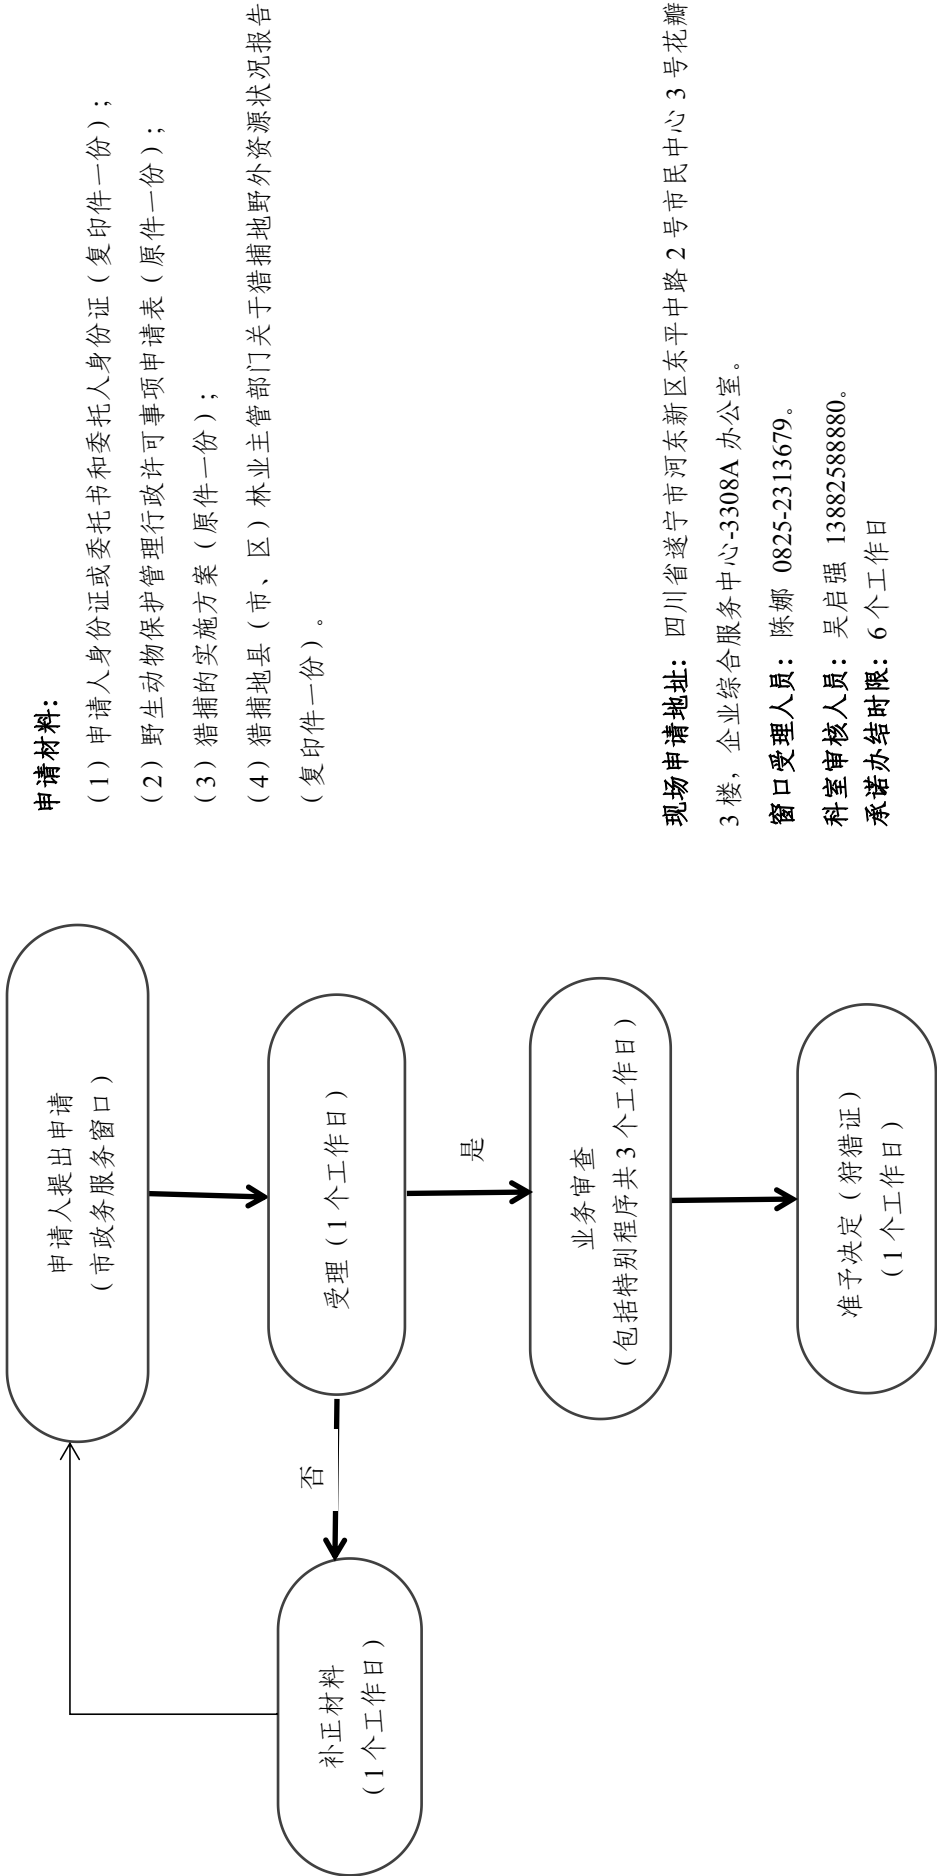 申请人提出申请
（市政务服务窗口）
受理（1 个工作日）
否
是
补正材料
（1 个工作日）
业务审查
（包括特别程序共 3 个工作日）
准予决定（狩猎证）
（1 个工作日）
申请材料：
（1）申请人身份证或委托书和委托人身份证（复印件一份）；
（2）野生动物保护管理行政许可事项申请表（原件一份）；
（3）猎捕的实施方案（原件一份）；
（4）猎捕地县（市、区）林业主管部门关于猎捕地野外资源状况报告
（复印件一份）。
现场申请地址：四川省遂宁市河东新区东平中路 2 号市民中心 3 号花瓣
3 楼，企业综合服务中心-3308A 办公室。
窗口受理人员：陈娜 0825-2313679。
科室审核人员：吴启强 13882588880。
承诺办结时限：6 个工作日